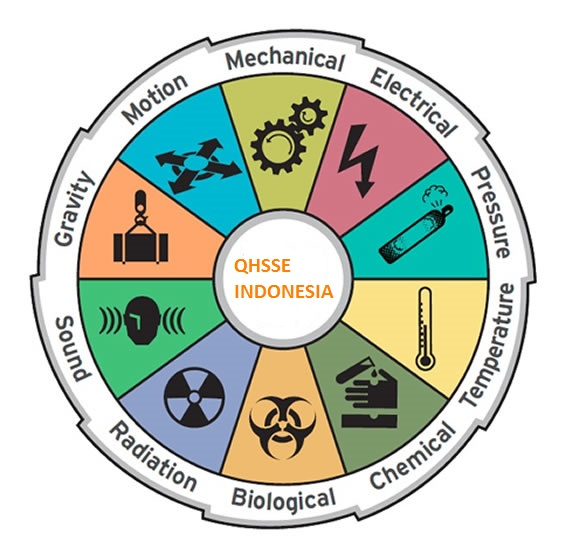 Mechanical
Electrical
Pressure
Temperature
Chemical
Biological
Radiation
Sound
Gravity
Motion
QHSSE
INDONESIA